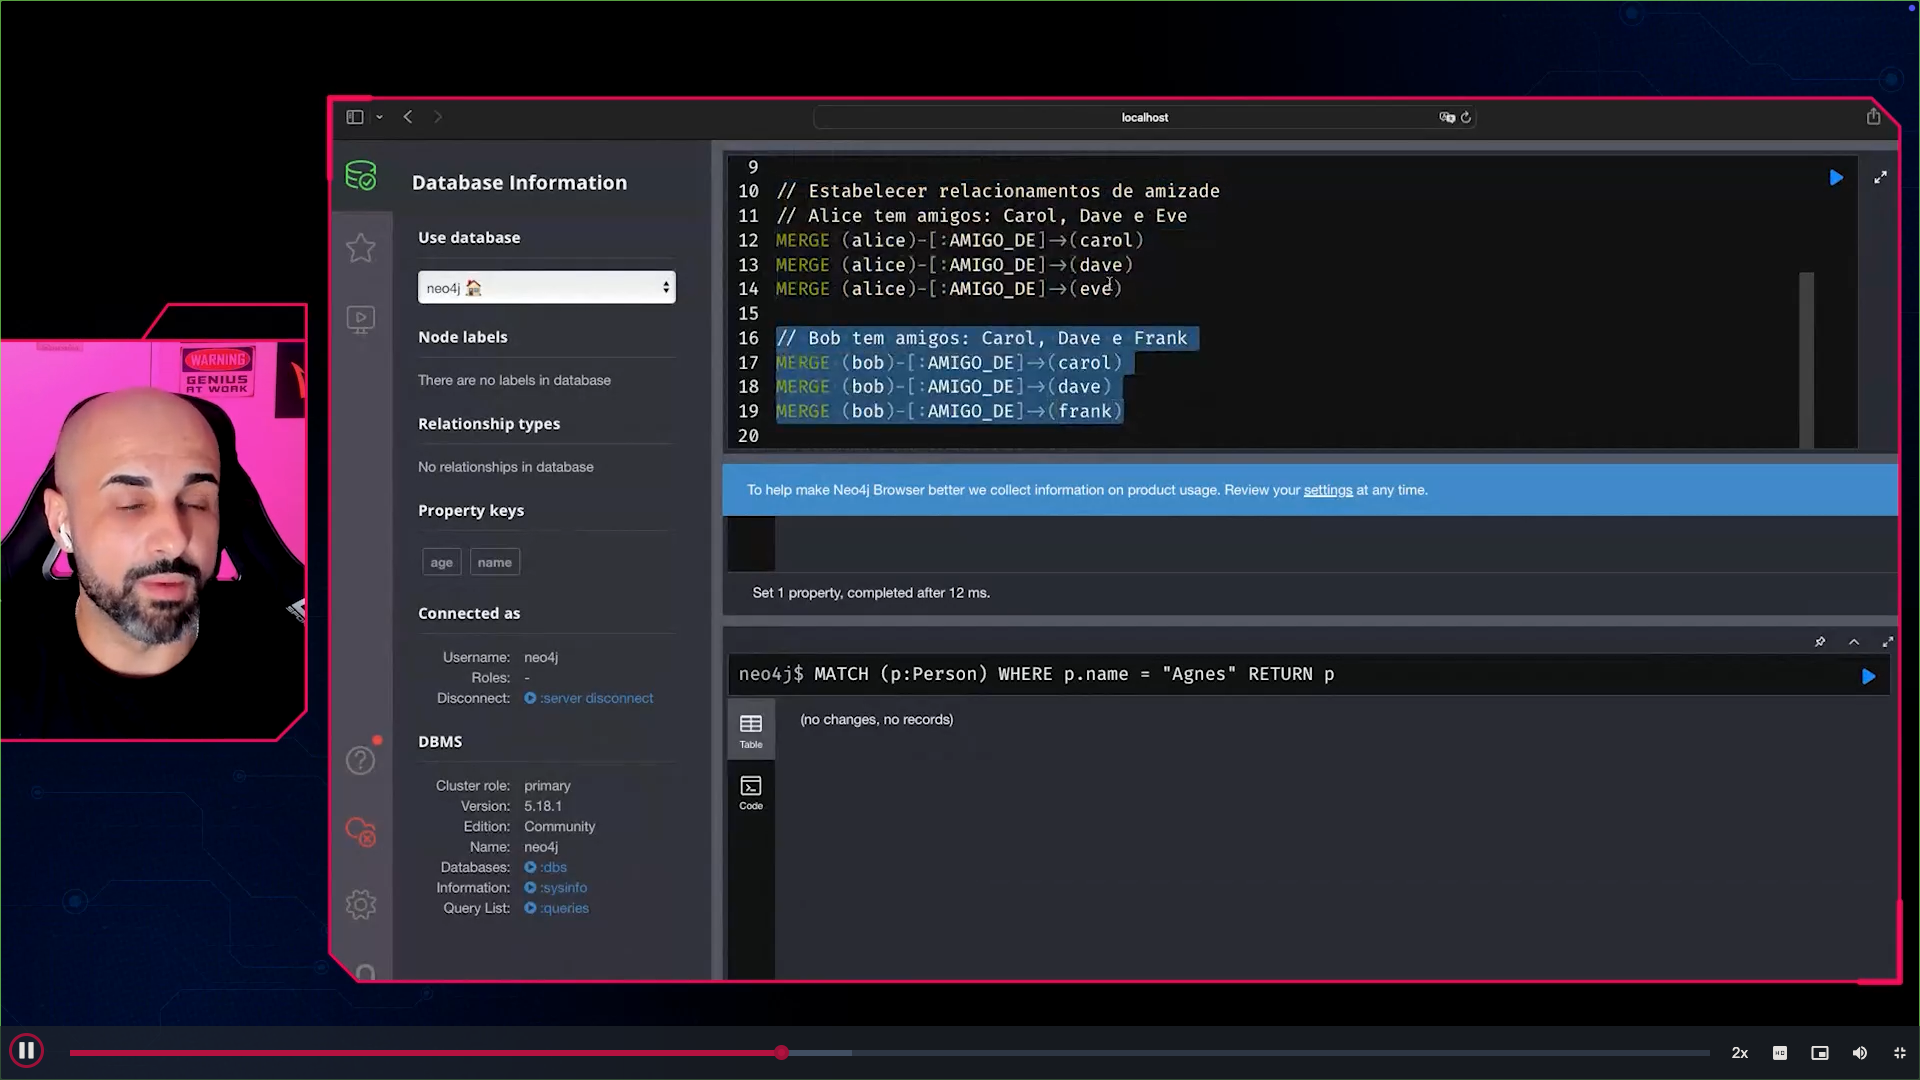 localhost
Database Information
Use database
neo4j
Node labels
There are no labels in database
Relationship types
No relationships in database
Property keys
age name
Connected as
Username: neo4j
Roles: -
Disconnect: :server disconnect
DBMS
Cluster role: primary
Version: 5.18.1
Edition: Community
Name: neo4j
Databases: :dbs
Information: :sysinfo
Query List: :queries
9
10 // Estabelecer relacionamentos de amizade
11 // Alice tem amigos: Carol, Dave e Eve
12 MERGE (alice)-[:AMIGO_DE]->(carol)
13 MERGE (alice)-[:AMIGO_DE]->(dave)
14 MERGE (alice)-[:AMIGO_DE]->(eve)
15
16 // Bob tem amigos: Carol, Dave e Frank
17 MERGE (bob)-[:AMIGO_DE]->(carol)
18 MERGE (bob)-[:AMIGO_DE]->(dave)
19 MERGE (bob)-[:AMIGO_DE]->(frank)
20
To help make Neo4j Browser better we collect information on product usage. Review your settings at any time.
Set 1 property, completed after 12 ms.
neo4j$ MATCH (p:Person) WHERE p.name = "Agnes" RETURN p
Table
(no changes, no records)
Code
WARNING
GENIUS
AT WORK
2x
HD